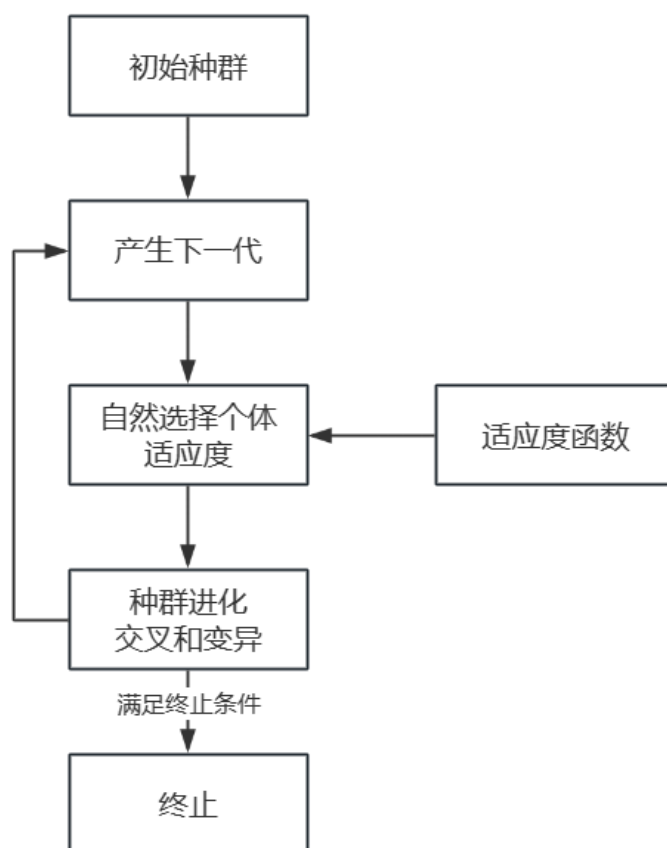 初始种群
产生下一代
自然选择个体
适应度
适应度函数
种群进化
交叉和变异
满足终止条件
终止